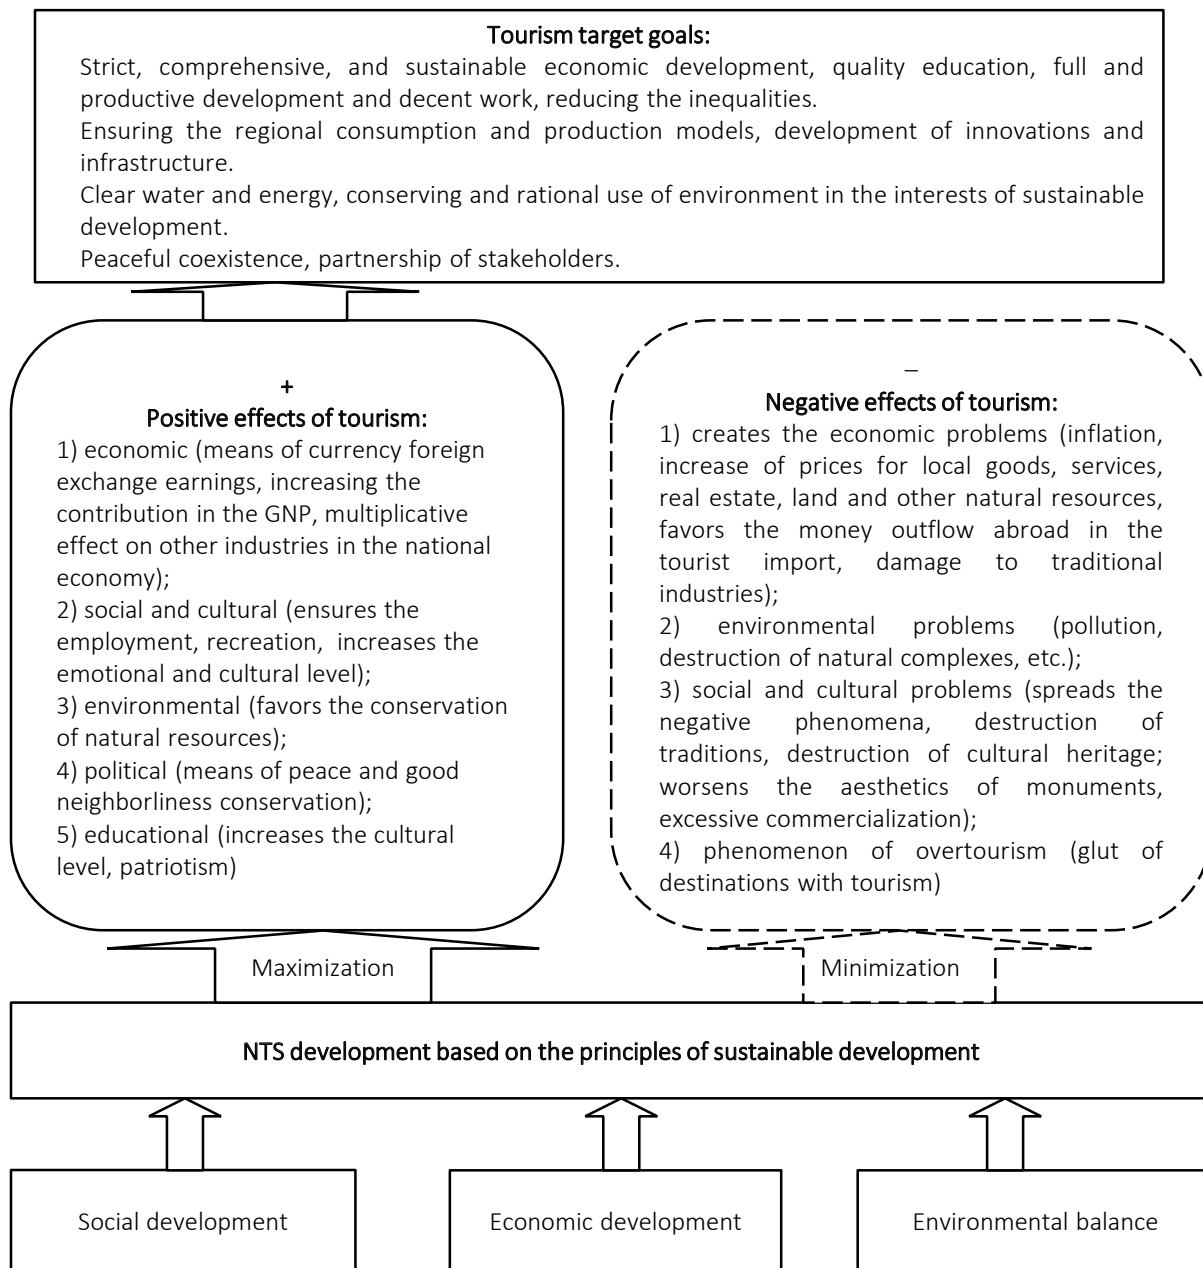 Tourism target goals:
Strict, comprehensive, and sustainable economic development, quality education, full and
productive development and decent work, reducing the inequalities.
Ensuring the regional consumption and production models, development of innovations and
infrastructure.
Clear water and energy, conserving and rational use of environment in the interests of sustainable
development.
Peaceful coexistence, partnership of stakeholders.
+
Positive effects of tourism:
1) economic (means of currency foreign
exchange earnings, increasing the
contribution in the GNP, multiplicative
effect on other industries in the national
economy);
2) social and cultural (ensures the
employment, recreation, increases the
emotional and cultural level);
3) environmental (favors the conservation
of natural resources);
4) political (means of peace and good
neighborliness conservation);
5) educational (increases the cultural
level, patriotism)
–
Negative effects of tourism:
1) creates the economic problems (inflation,
increase of prices for local goods, services,
real estate, land and other natural resources,
favors the money outflow abroad in the
tourist import, damage to traditional
industries);
2) environmental problems (pollution,
destruction of natural complexes, etc.);
3) social and cultural problems (spreads the
negative phenomena, destruction of
traditions, destruction of cultural heritage;
worsens the aesthetics of monuments,
excessive commercialization);
4) phenomenon of overtourism (glut of
destinations with tourism)
Maximization
Minimization
NTS development based on the principles of sustainable development
Social development
Economic development
Environmental balance